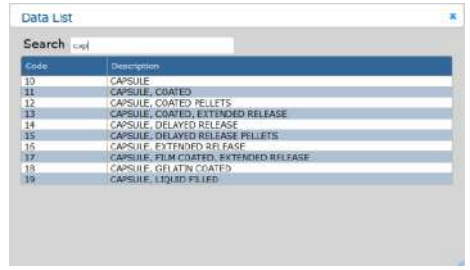 Data List
Search cap
Code Description
10 CAPSULE
11 CAPSULE, COATED
12 CAPSULE, COATED PELLETS
13 CAPSULE, COATED, EXTENDED RELEASE
14 CAPSULE, DELAYED RELEASE
15 CAPSULE, DELAYED RELEASE PELLETS
16 CAPSULE, EXTENDED RELEASE
17 CAPSULE, FILM COATED, EXTENDED RELEASE
18 CAPSULE, GELATIN COATED
19 CAPSULE, LIQUID FILLED